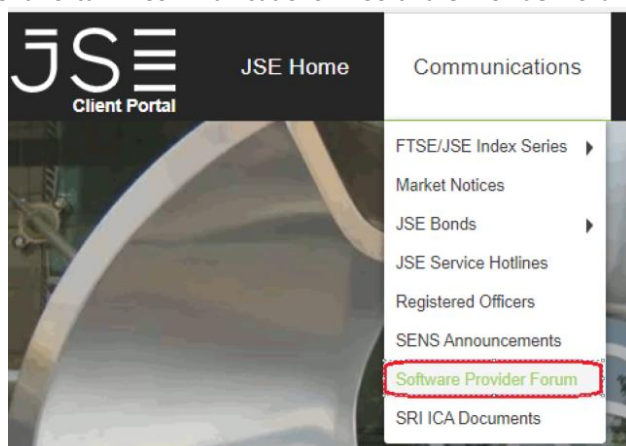 JSE
Client Portal
JSE Home
Communications
FTSE/JSE Index Series
Market Notices
JSE Bonds
JSE Service Hotlines
Registered Officers
SENS Announcements
Software Provider Forum
SRI ICA Documents